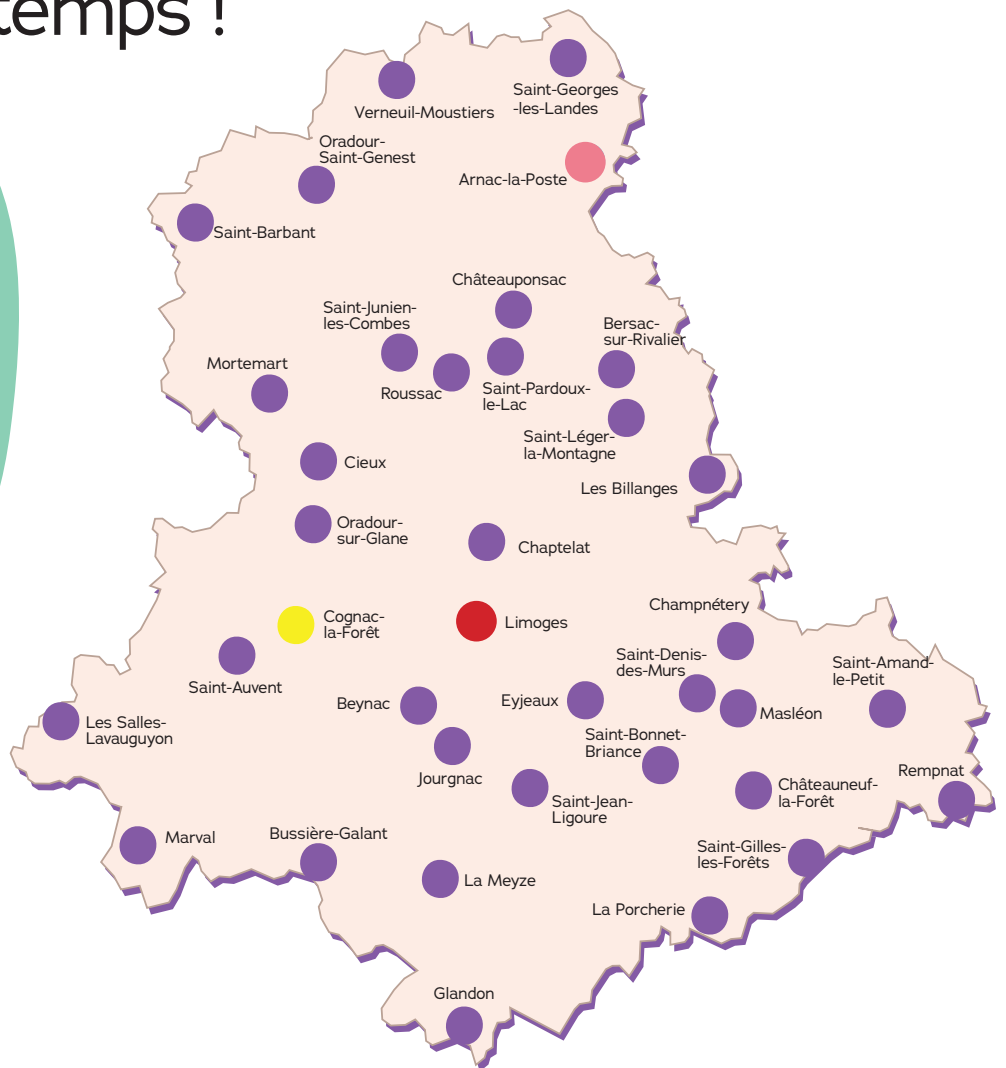 temps !
Saint-Georges
-les-Landes
Verneuil-Moustiers
Oradour-
Saint-Genest
Arnac-la-Poste
Saint-Barbant
Châteauponsac
Saint-Junien-
les-Combes
Bersac-
sur-Rivalier
Mortemart
Roussac
Saint-Pardoux-
le-Lac
Saint-Léger-
la-Montagne
Cieux
Les Billanges
Oradour-
sur-Glane
Chaptelat
Champnétery
Cognac-
la-Forêt
Limoges
Saint-Denis-
des-Murs
Saint-Amand-
le-Petit
Saint-Auvent
Beynac
Eyjeaux
Masléon
Les Salles-
Lavauguyon
Saint-Bonnet-
Briance
Jourgnac
Rempnat
Châteauneuf-
la-Forêt
Saint-Jean-
Ligoure
Marval
Bussière-Galant
Saint-Gilles-
les-Forêts
La Meyze
La Porcherie
Glandon